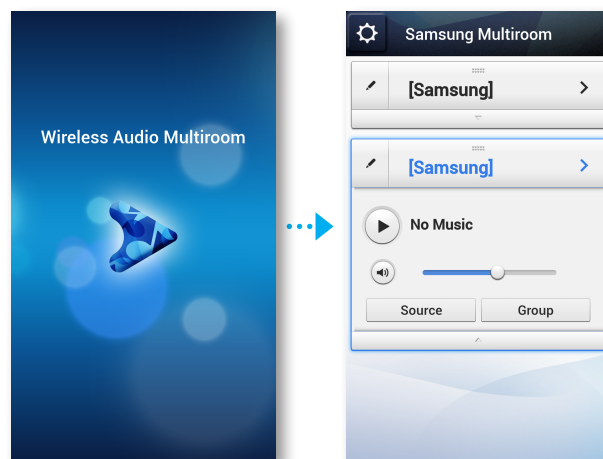 Wireless Audio Multiroom
Samsung Multiroom
[Samsung]
[Samsung]
No Music
Source
Group